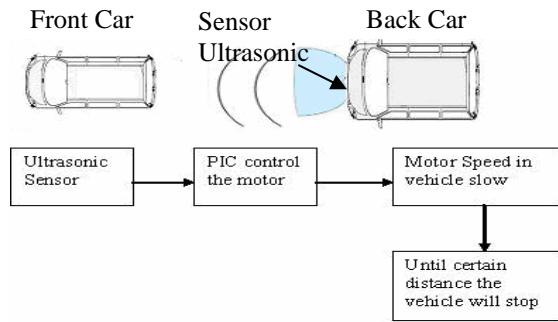 Front Car
Sensor
Ultrasonic
Back Car
Ultrasonic
Sensor
PIC control
the motor
Motor Speed in
vehicle slow
Until certain
distance the
vehicle will stop